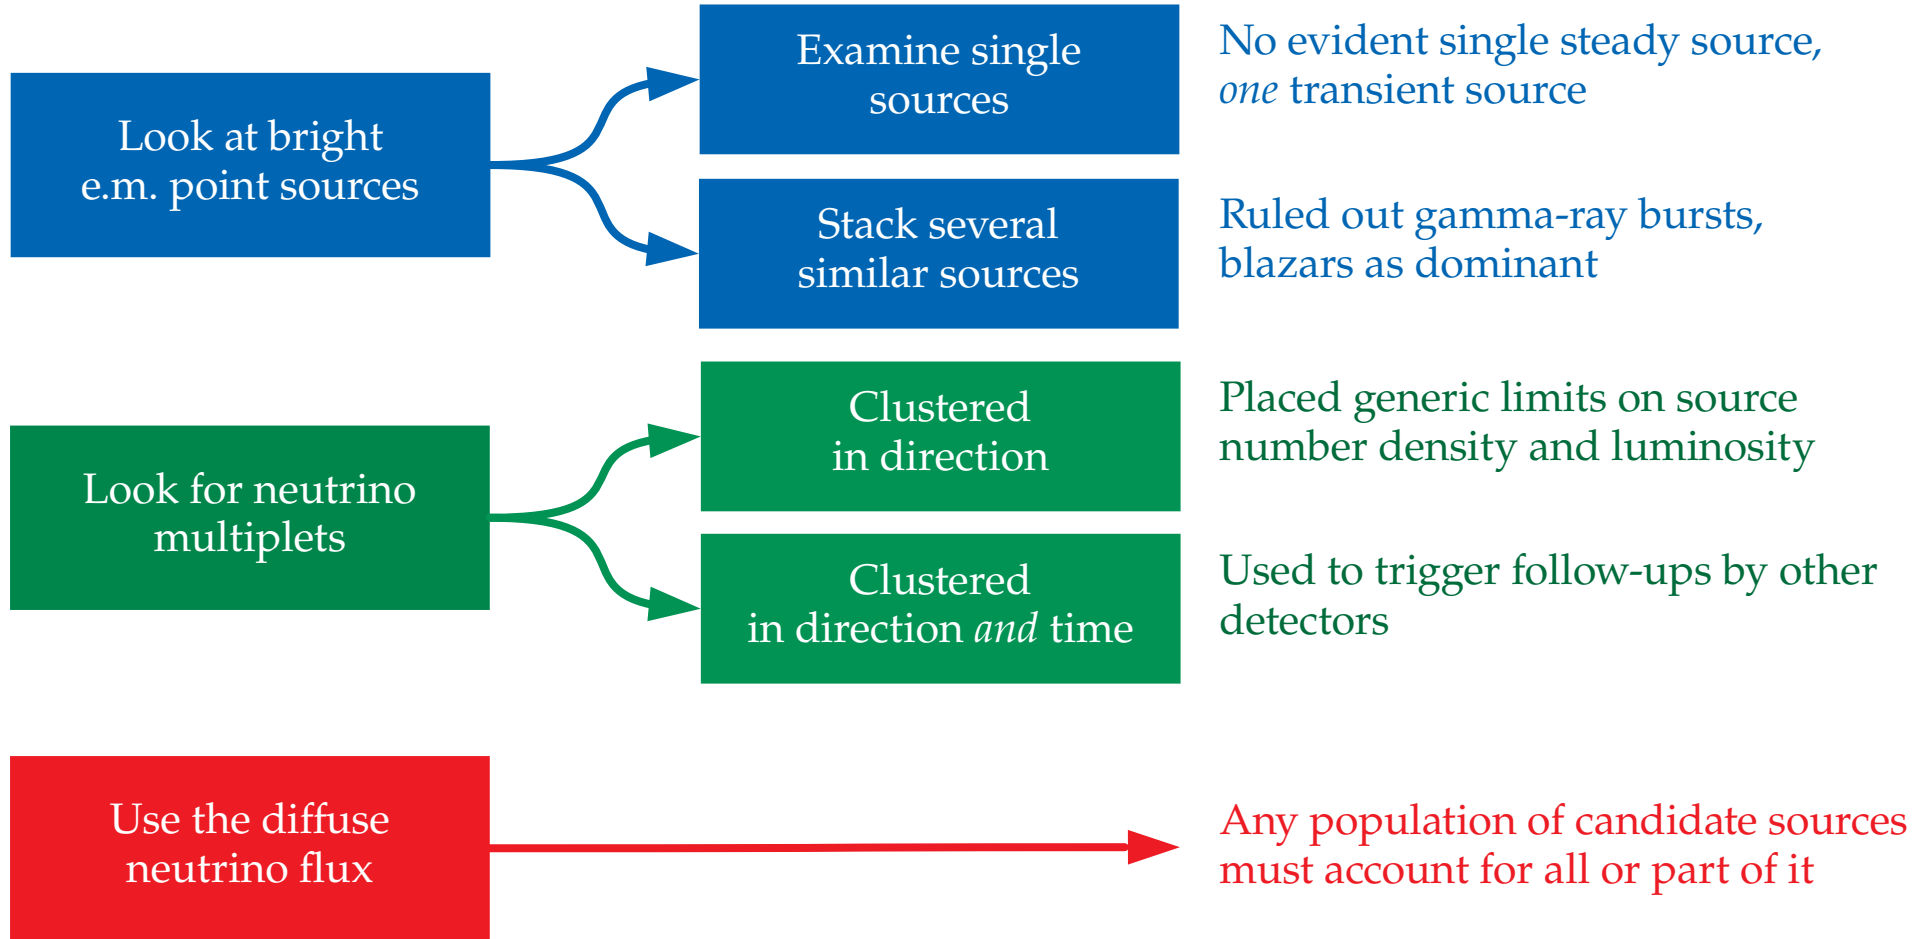 Look at bright
e.m. point sources
Examine single
sources
No evident single steady source,
one transient source
Stack several
similar sources
Ruled out gamma-ray bursts,
blazars as dominant
Look for neutrino
multiplets
Clustered
in direction
Placed generic limits on source
number density and luminosity
Clustered
in direction and time
Used to trigger follow-ups by other
detectors
Use the diffuse
neutrino flux
Any population of candidate sources
must account for all or part of it